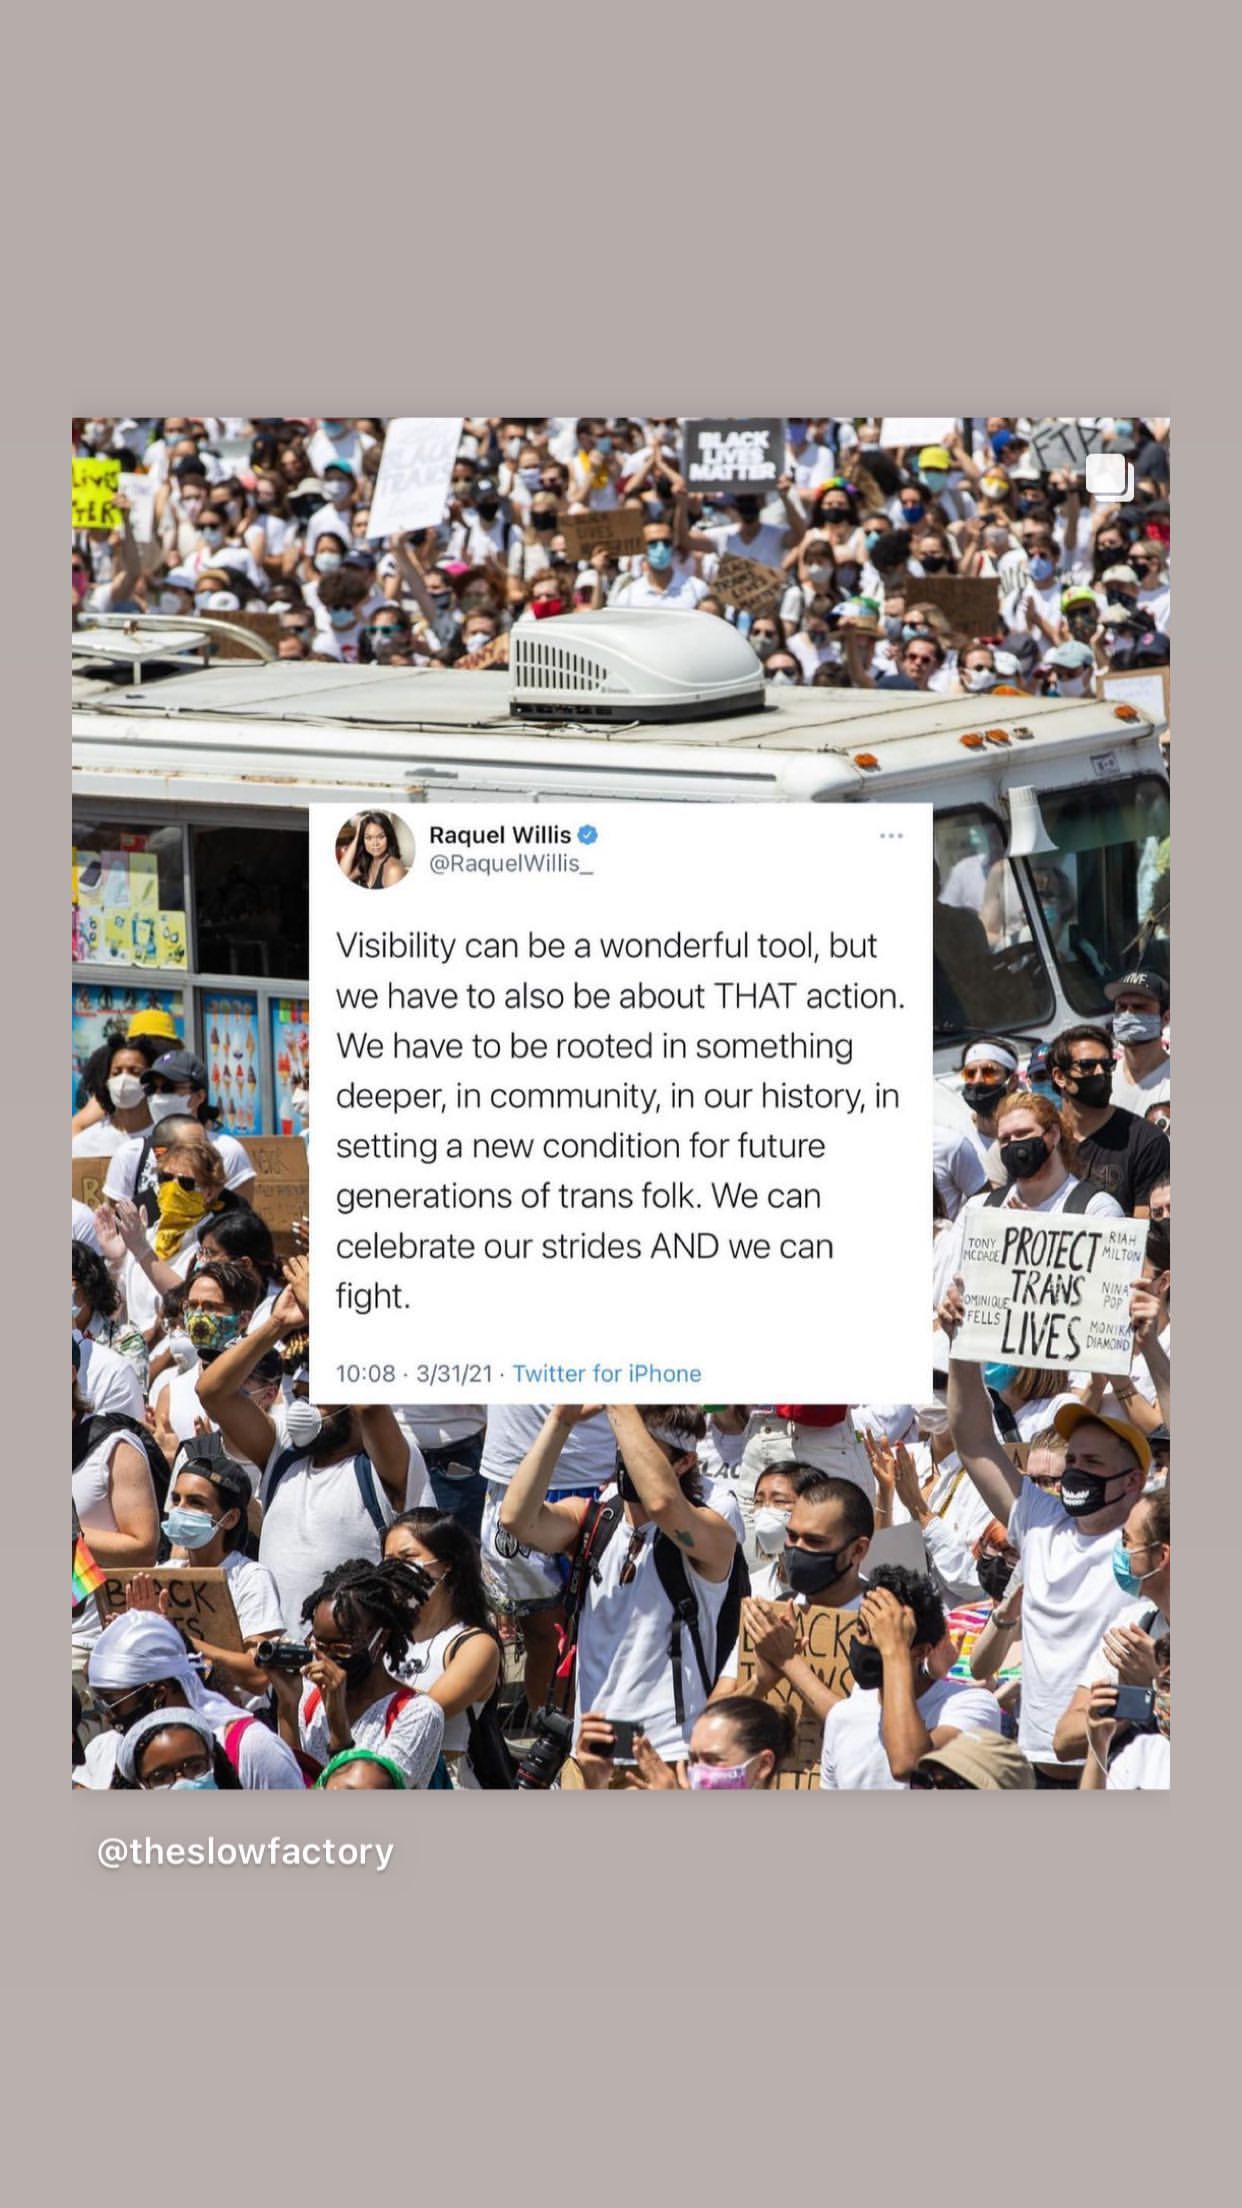 LIVES
BLACK
LIVES
MATTER
FTP
Raquel Willis
@RaquelWillis_
Visibility can be a wonderful tool, but
we have to also be about THAT action.
We have to be rooted in something
deeper, in community, in our history, in
setting a new condition for future
generations of trans folk. We can
celebrate our strides AND we can
fight.
10:08 · 3/31/21 · Twitter for iPhone
TONY
MCDADE
PROTECT
TRANS
LIVES
RIAH
MILTON
NINA
POP
OMINIQUE
FELLS
MONIKA
DIAMOND
BLACK
@theslowfactory